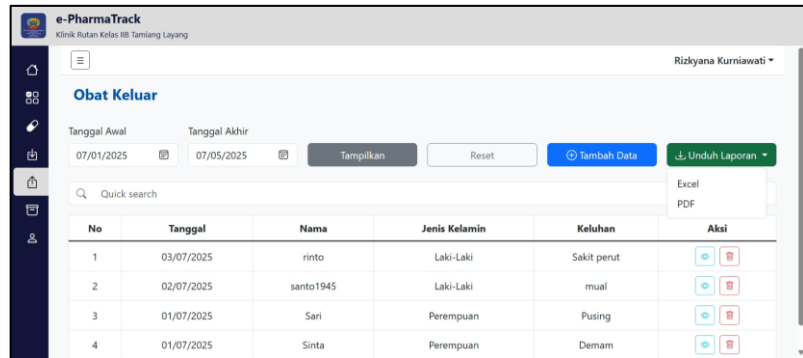 e-PharmaTrack
Klinik Rutan Kelas IIB Tamiang Layang
Rizkyana Kurniawati
Obat Keluar
Tanggal Awal Tanggal Akhir
07/01/2025 07/05/2025 Tampilkan Reset Tambah Data Unduh Laporan
Excel
PDF
Quick search
No Tanggal Nama Jenis Kelamin Keluhan Aksi
1 03/07/2025 rinto Laki-Laki Sakit perut
2 02/07/2025 santo1945 Laki-Laki mual
3 01/07/2025 Sari Perempuan Pusing
4 01/07/2025 Sinta Perempuan Demam